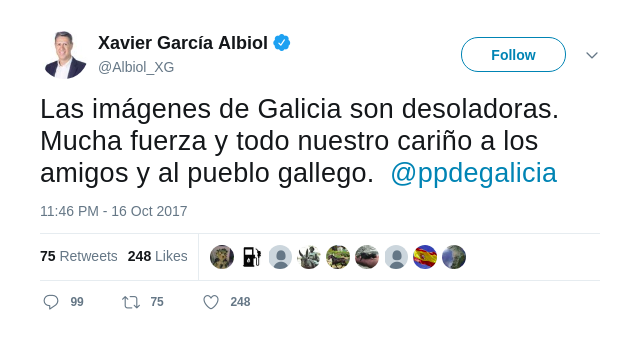 Xavier García Albiol
@Albiol_XG
Follow
Las imágenes de Galicia son desoladoras.
Mucha fuerza y todo nuestro cariño a los
amigos y al pueblo gallego. @ppdegalicia
11:46 PM - 16 Oct 2017
75 Retweets 248 Likes
99 75 248